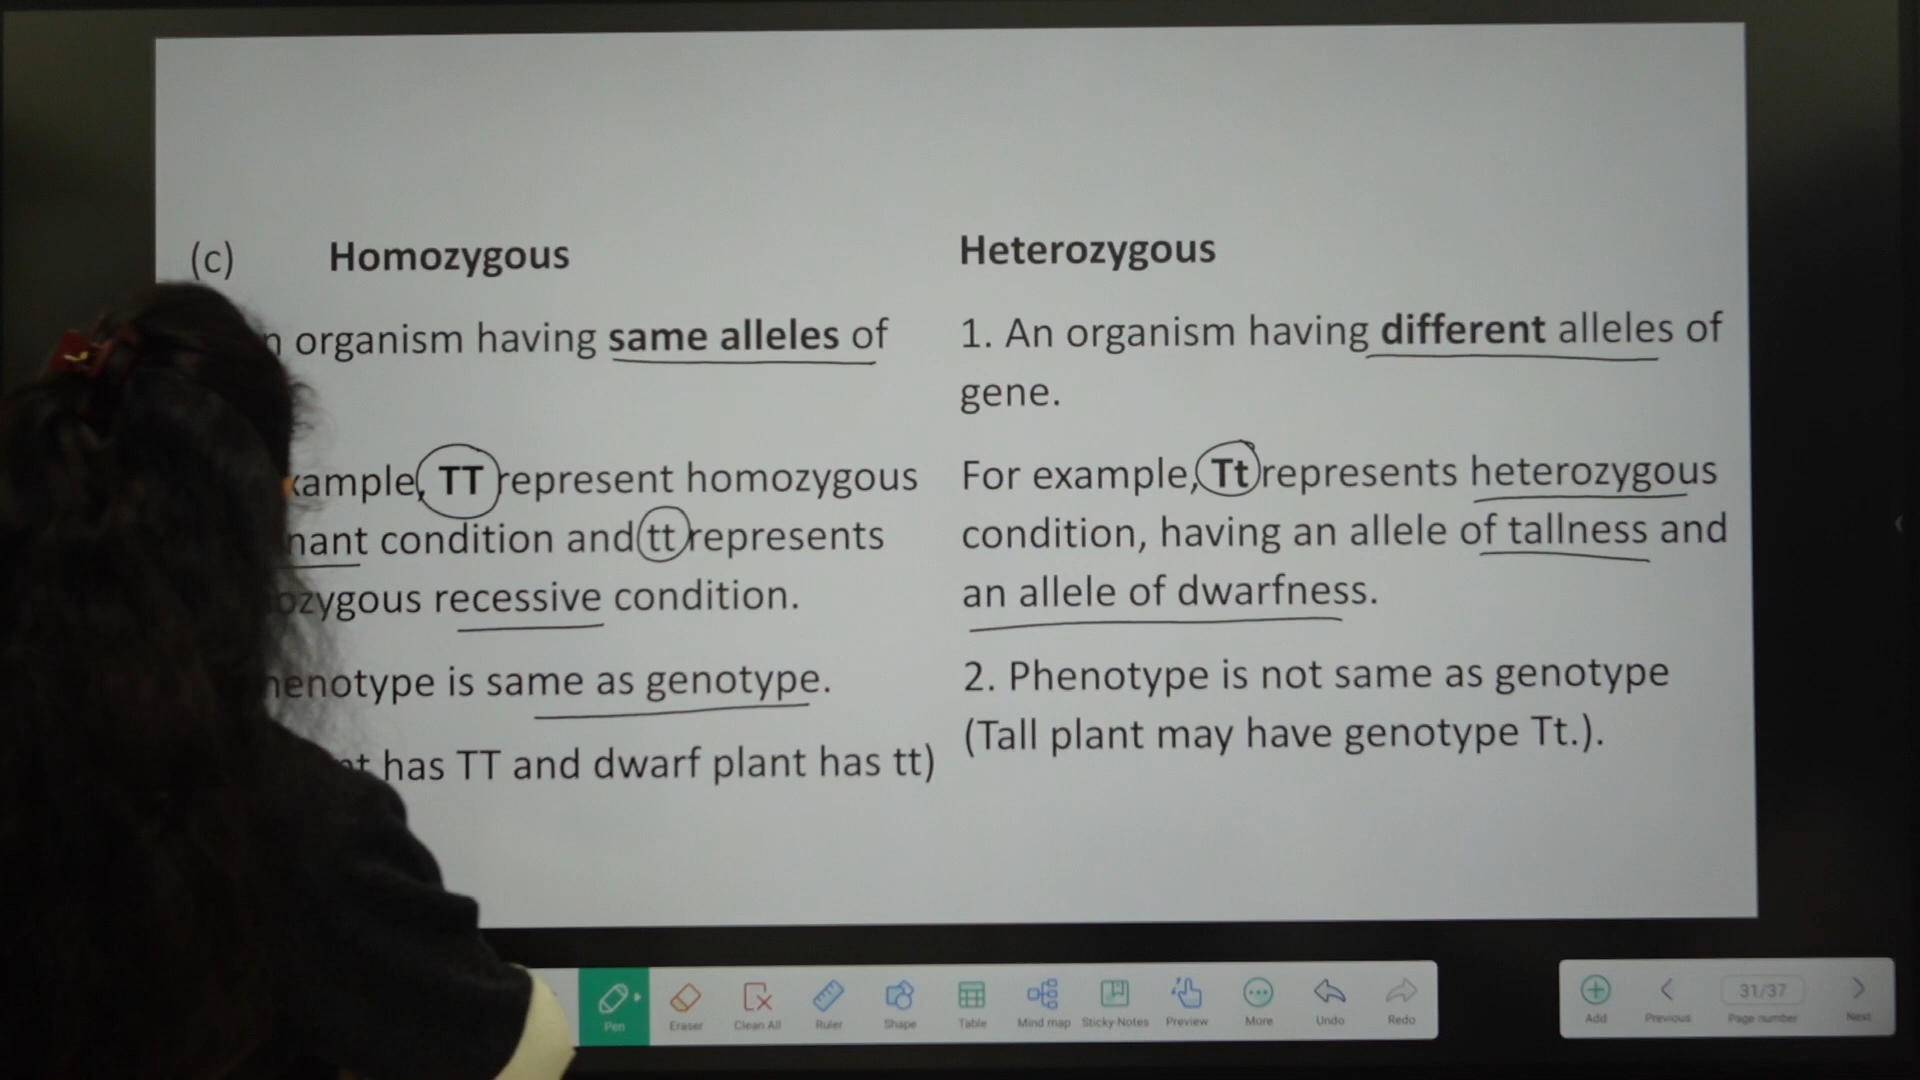 (c) Homozygous
organism having same alleles of
TT represent homozygous
condition and tt represents
recessive condition.
is same as genotype.
has TT and dwarf plant has tt)
Heterozygous
1. An organism having different alleles of
gene.
For example, Tt represents heterozygous
condition, having an allele of tallness and
an allele of dwarfness.
2. Phenotype is not same as genotype
(Tall plant may have genotype Tt.).
Pen Eraser Clean All Ruler Shape Table Mind map Sticky Notes Preview More Undo Redo
31/37
Add Previous Page number Next